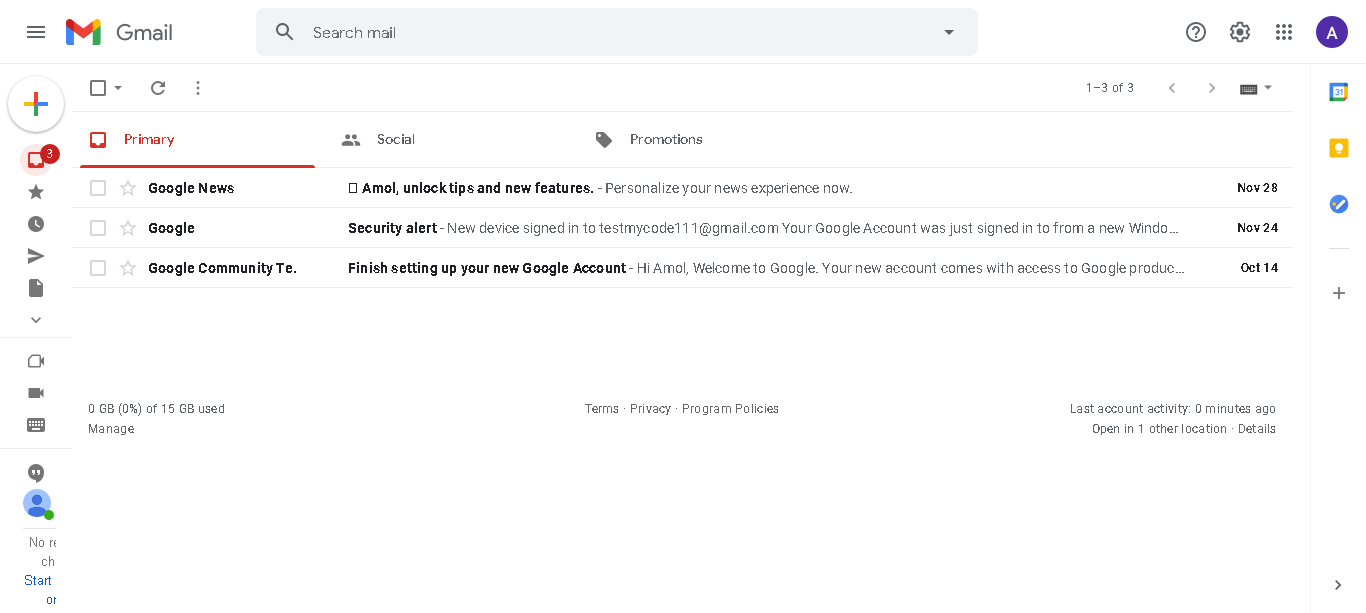 Gmail
Search mail
A
1–3 of 3
31
Primary
Social
Promotions
3
Google News
Amol, unlock tips and new features. - Personalize your news experience now.
Nov 28
Google
Security alert - New device signed in to testmycode111@gmail.com Your Google Account was just signed in to from a new Windo...
Nov 24
Google Community Te.
Finish setting up your new Google Account - Hi Amol, Welcome to Google. Your new account comes with access to Google produc...
Oct 14
0 GB (0%) of 15 GB used
Manage
Terms · Privacy · Program Policies
Last account activity: 0 minutes ago
Open in 1 other location · Details
No re
ch
Start
or